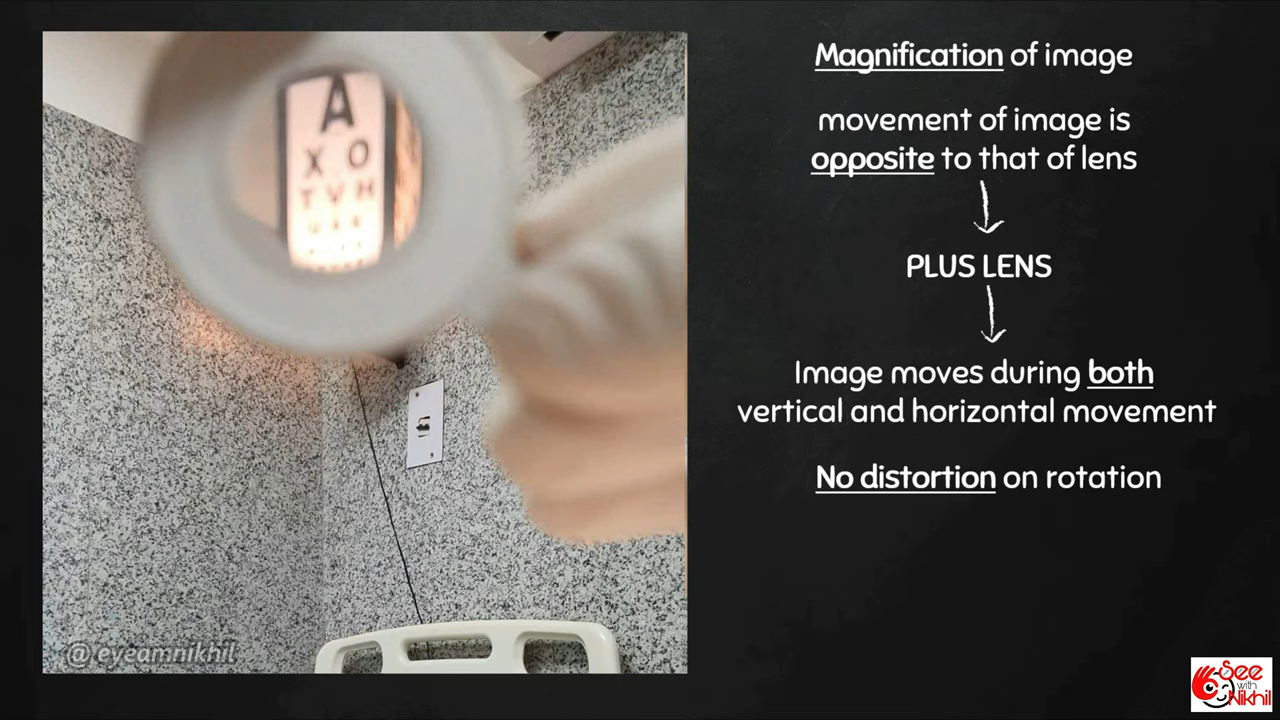 A
X O
T V H
Magnification of image
movement of image is
opposite to that of lens
PLUS LENS
Image moves during both
vertical and horizontal movement
No distortion on rotation
@ eyeamnikhil
See
with
Nikhil